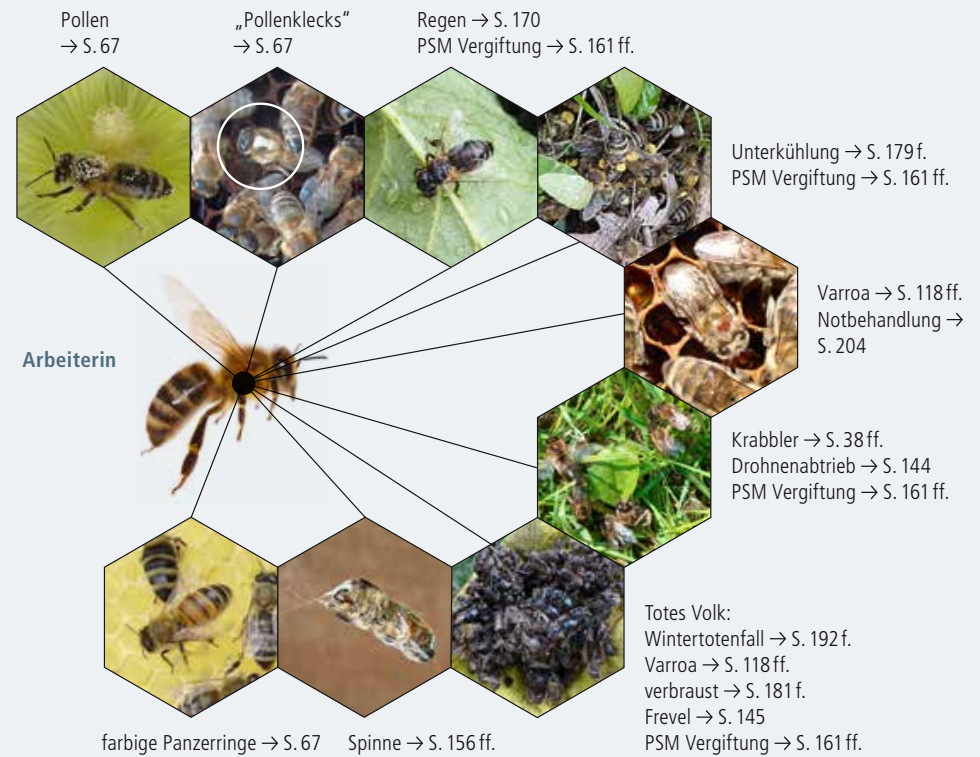 Pollen
→ S. 67
„Pollenklecks“
→ S. 67
Regen → S. 170
PSM Vergiftung → S. 161 ff.
Unterkühlung → S. 179 f.
PSM Vergiftung → S. 161 ff.
Varroa → S. 118 ff.
Notbehandlung →
S. 204
Arbeiterin
Krabbler → S. 38 ff.
Drohnenabtrieb → S. 144
PSM Vergiftung → S. 161 ff.
Totes Volk:
Wintertotenfall → S. 192 f.
Varroa → S. 118 ff.
verbraust → S. 181 f.
Frevel → S. 145
PSM Vergiftung → S. 161 ff.
farbige Panzerringe → S. 67
Spinne → S. 156 ff.